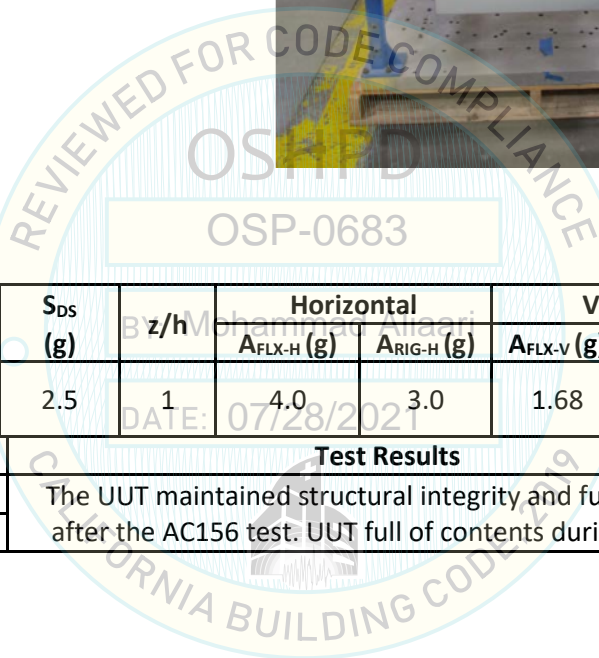 REVIEWED FOR CODE COMPLIANCE
OSHPD
OSP-0683
BY: Mohammad Aliaari
DATE: 07/28/2021
CALIFORNIA BUILDING CODE 2019
SDS (g) z/h Horizontal V
AFLX-H (g) ARIG-H (g) AFLX-V (g)
2.5 1 4.0 3.0 1.68
Test Results
The UUT maintained structural integrity and fu
after the AC156 test. UUT full of contents duri